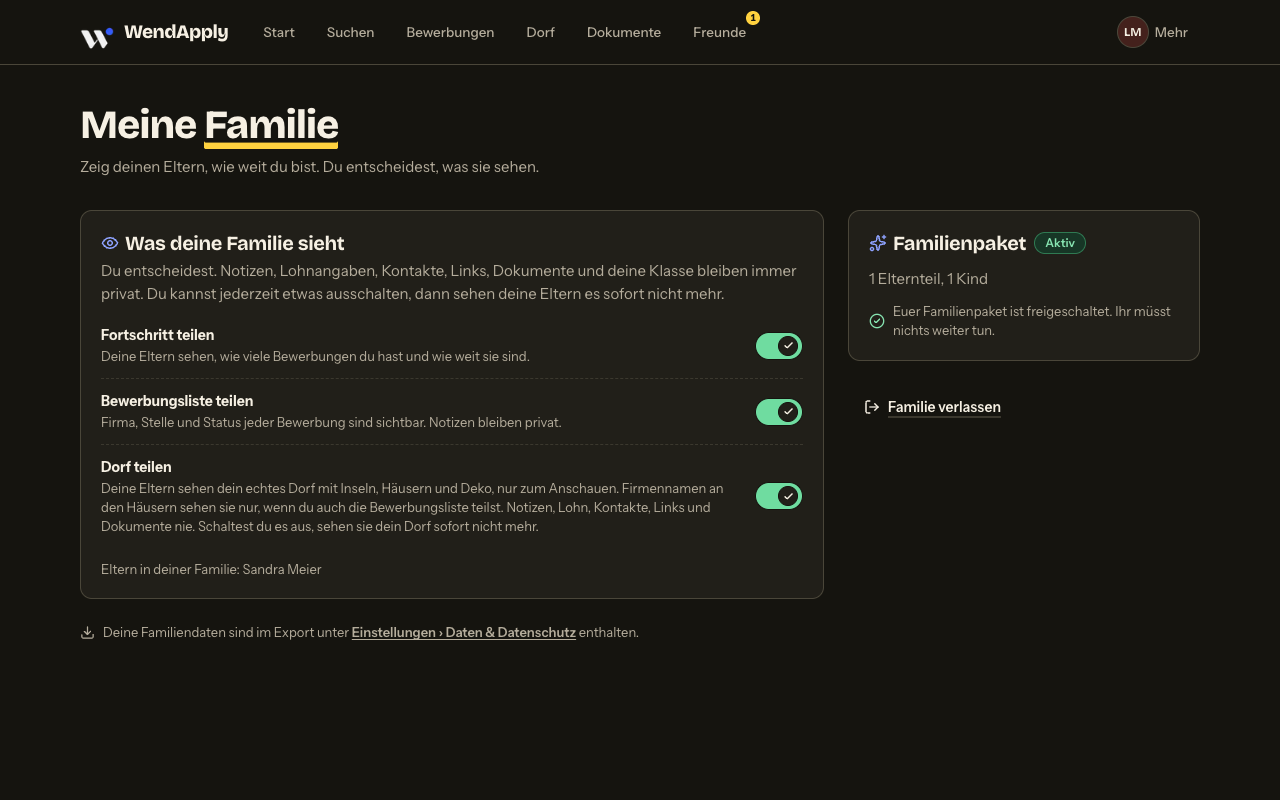 WendApply
Start
Suchen
Bewerbungen
Dorf
Dokumente
Freunde
1
LM
Mehr
Meine Familie
Zeig deinen Eltern, wie weit du bist. Du entscheidest, was sie sehen.
Was deine Familie sieht
Du entscheidest. Notizen, Lohnangaben, Kontakte, Links, Dokumente und deine Klasse bleiben immer
privat. Du kannst jederzeit etwas ausschalten, dann sehen deine Eltern es sofort nicht mehr.
Fortschritt teilen
Deine Eltern sehen, wie viele Bewerbungen du hast und wie weit sie sind.
Bewerbungsliste teilen
Firma, Stelle und Status jeder Bewerbung sind sichtbar. Notizen bleiben privat.
Dorf teilen
Deine Eltern sehen dein echtes Dorf mit Inseln, Häusern und Deko, nur zum Anschauen. Firmennamen an
den Häusern sehen sie nur, wenn du auch die Bewerbungsliste teilst. Notizen, Lohn, Kontakte, Links und
Dokumente nie. Schaltest du es aus, sehen sie dein Dorf sofort nicht mehr.
Eltern in deiner Familie: Sandra Meier
Familienpaket
Aktiv
1 Elternteil, 1 Kind
Euer Familienpaket ist freigeschaltet. Ihr müsst
nichts weiter tun.
Familie verlassen
Deine Familiendaten sind im Export unter Einstellungen › Daten & Datenschutz enthalten.